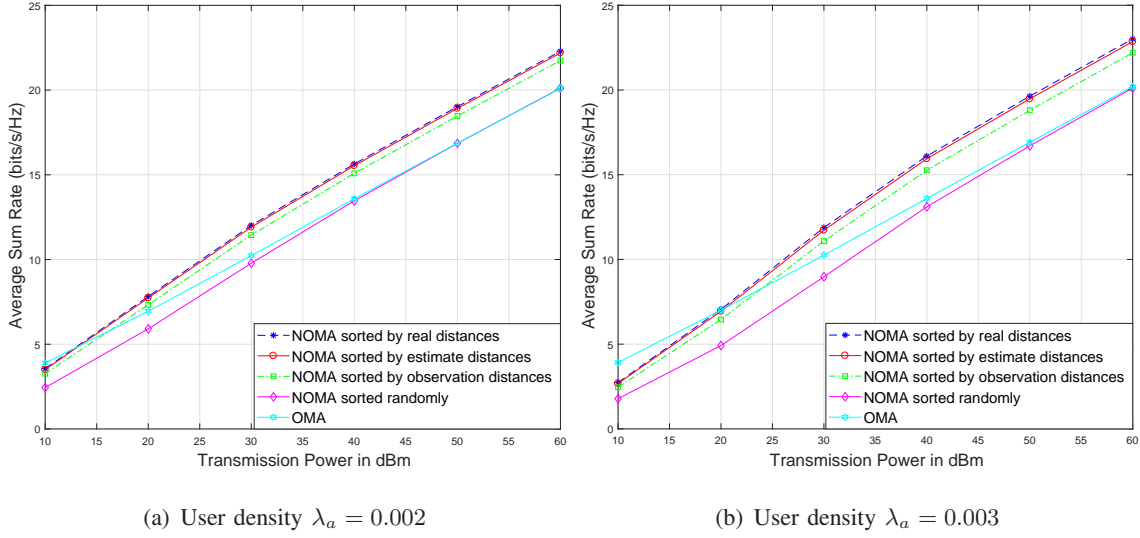 25
20
15
10
5
0
Average Sum Rate (bits/s/Hz)
NOMA sorted by real distances
NOMA sorted by estimate distances
NOMA sorted by observation distances
NOMA sorted randomly
OMA
10 15 20 25 30 35 40 45 50 55 60
Transmission Power in dBm
(a) User density λₐ = 0.002
25
20
15
10
5
0
Average Sum Rate (bits/s/Hz)
NOMA sorted by real distances
NOMA sorted by estimate distances
NOMA sorted by observation distances
NOMA sorted randomly
OMA
10 15 20 25 30 35 40 45 50 55 60
Transmission Power in dBm
(b) User density λₐ = 0.003